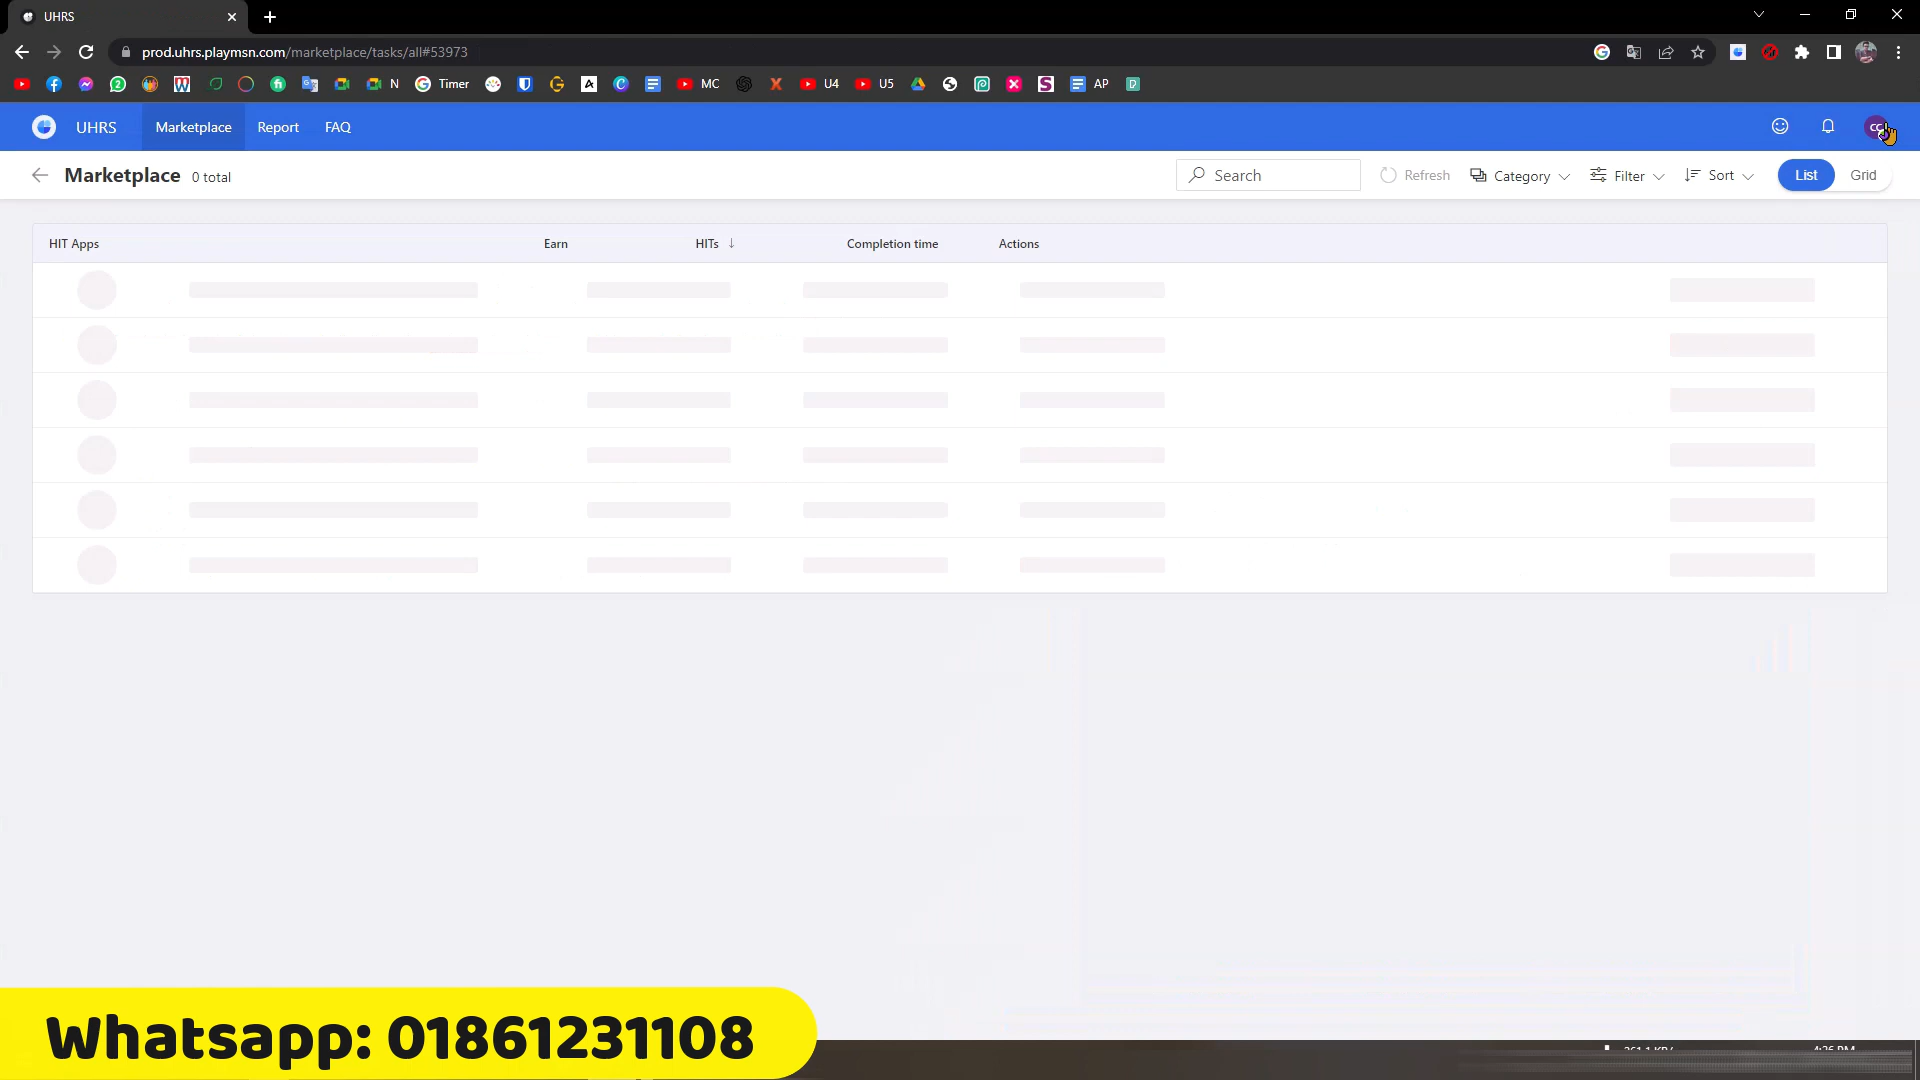 UHRS
prod.uhrs.playmsn.com/marketplace/tasks/all#53973
N
Timer
MC
U4
U5
AP
UHRS
Marketplace
Report
FAQ
Marketplace
0 total
Search
Refresh
Category
Filter
Sort
List
Grid
HIT Apps
Earn
HITs
Completion time
Actions
Whatsapp: 01861231108